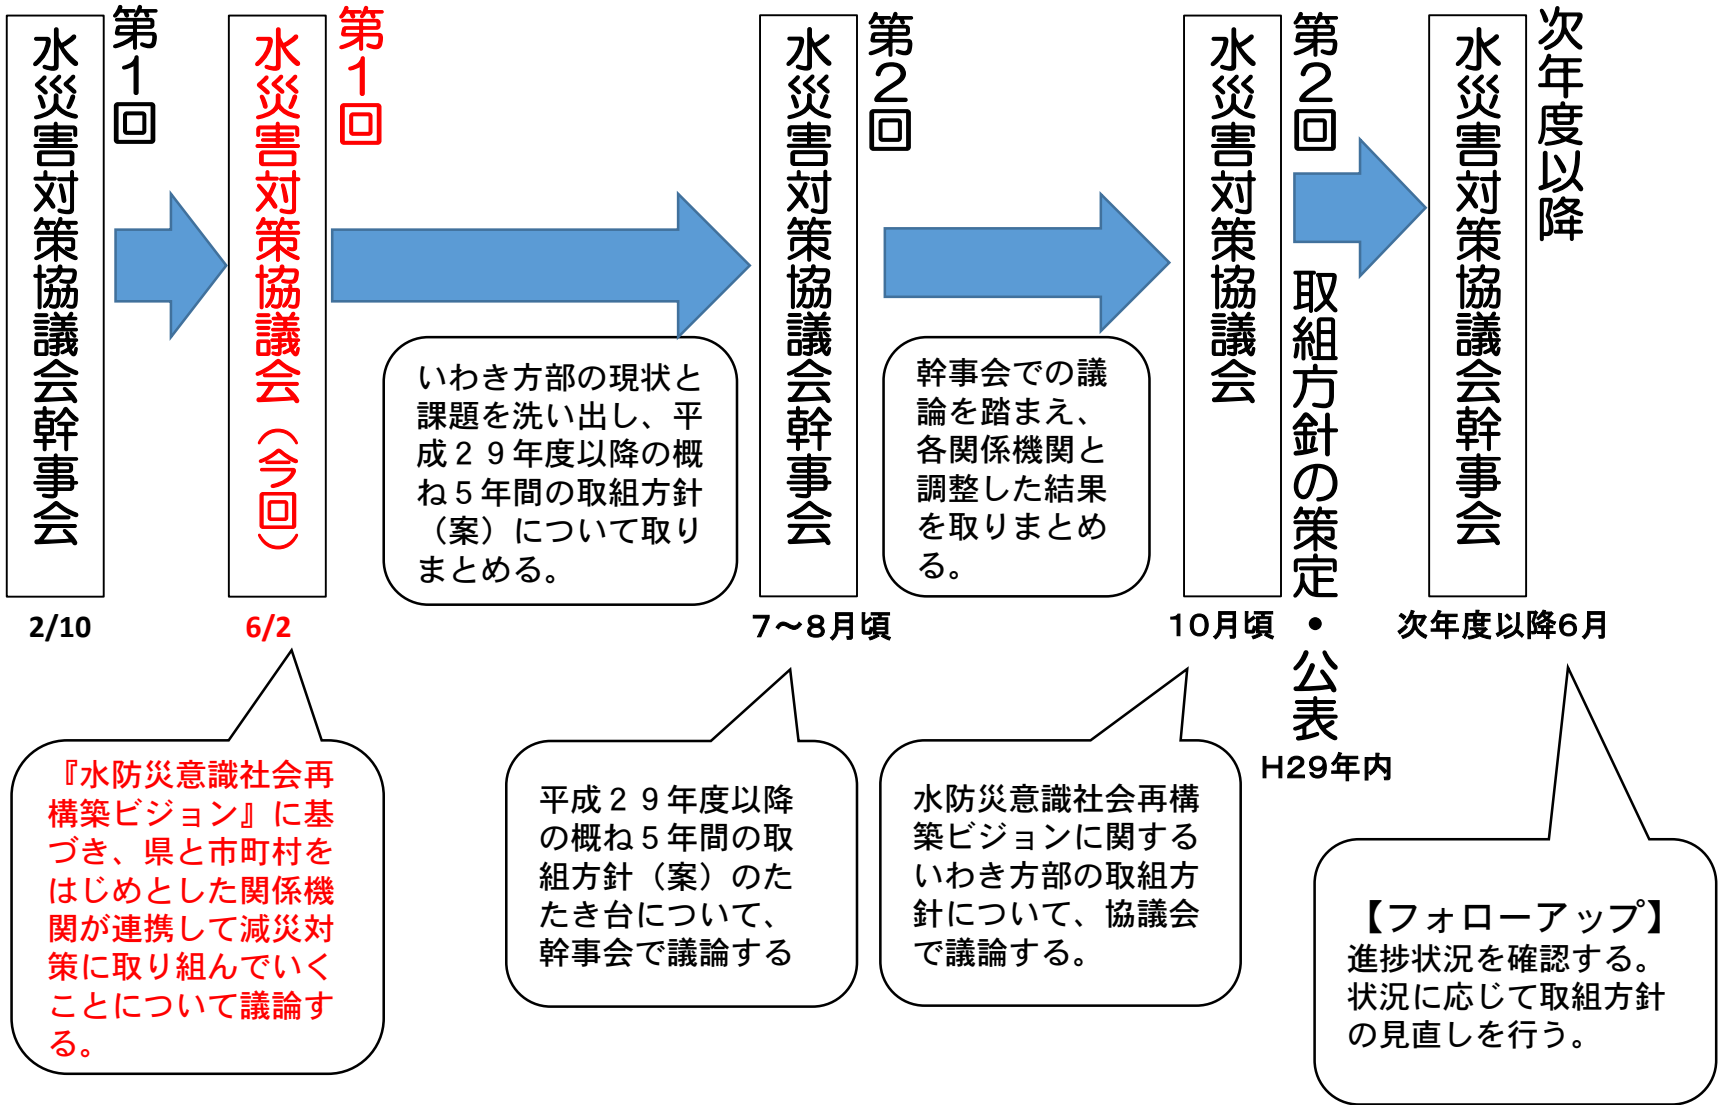 第1回
水災害対策協議会幹事会
2/10
第1回
水災害対策協議会（今回）
6/2
『水防災意識社会再
構築ビジョン』に基
づき、県と市町村を
はじめとした関係機
関が連携して減災対
策に取り組んでいく
ことについて議論す
る。
いわき方部の現状と
課題を洗い出し、平
成２９年度以降の概
ね５年間の取組方針
（案）について取り
まとめる。
第2回
水災害対策協議会幹事会
7～8月頃
平成２９年度以降
の概ね５年間の取
組方針（案）のた
たき台について、
幹事会で議論する
幹事会での議
論を踏まえ、
各関係機関と
調整した結果
を取りまとめ
る。
第2回
水災害対策協議会
10月頃
水防災意識社会再構
築ビジョンに関する
いわき方部の取組方
針について、協議会
で議論する。
取組方針の策定・公表
H29年内
次年度以降
水災害対策協議会幹事会
次年度以降6月
【フォローアップ】
進捗状況を確認する。
状況に応じて取組方針
の見直しを行う。